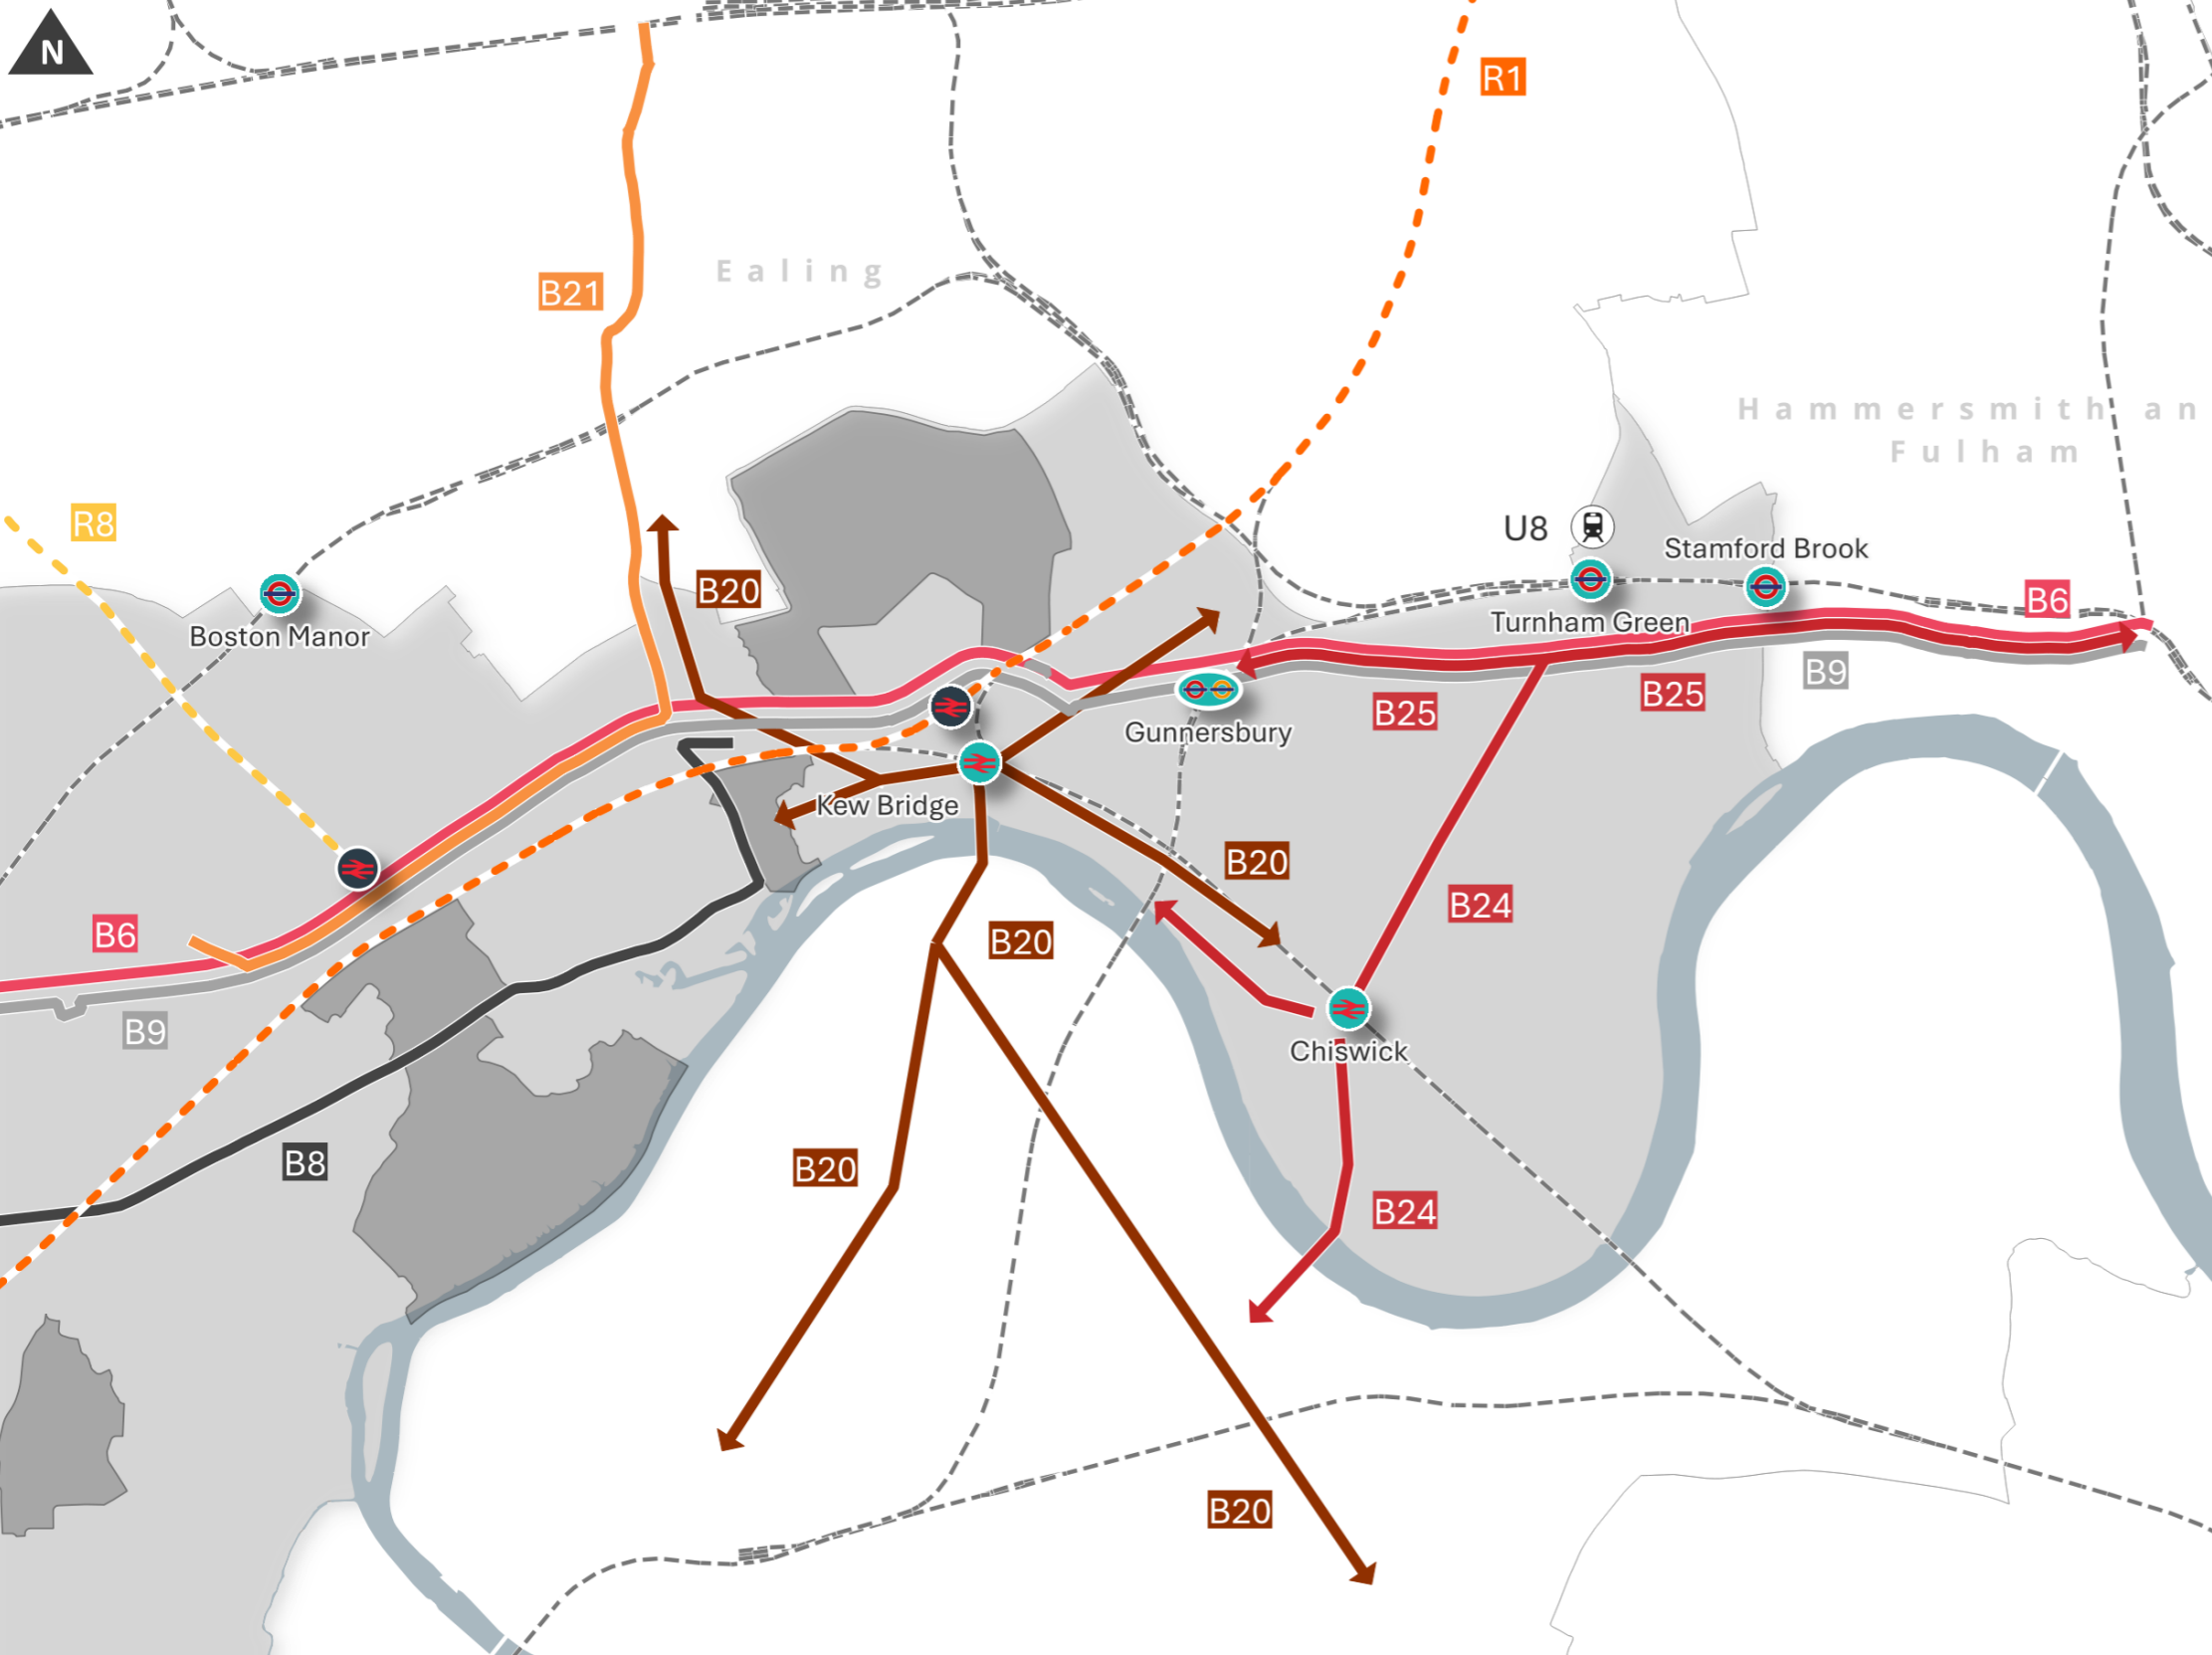 N
R1
Ealing
B21
Hammersmith an
Fulham
R8
U8
Stamford Brook
B20
B6
Boston Manor
Turnham Green
B9
B25
B25
Gunnersbury
Kew Bridge
B20
B24
B6
B20
B9
Chiswick
B8
B20
B24
B20